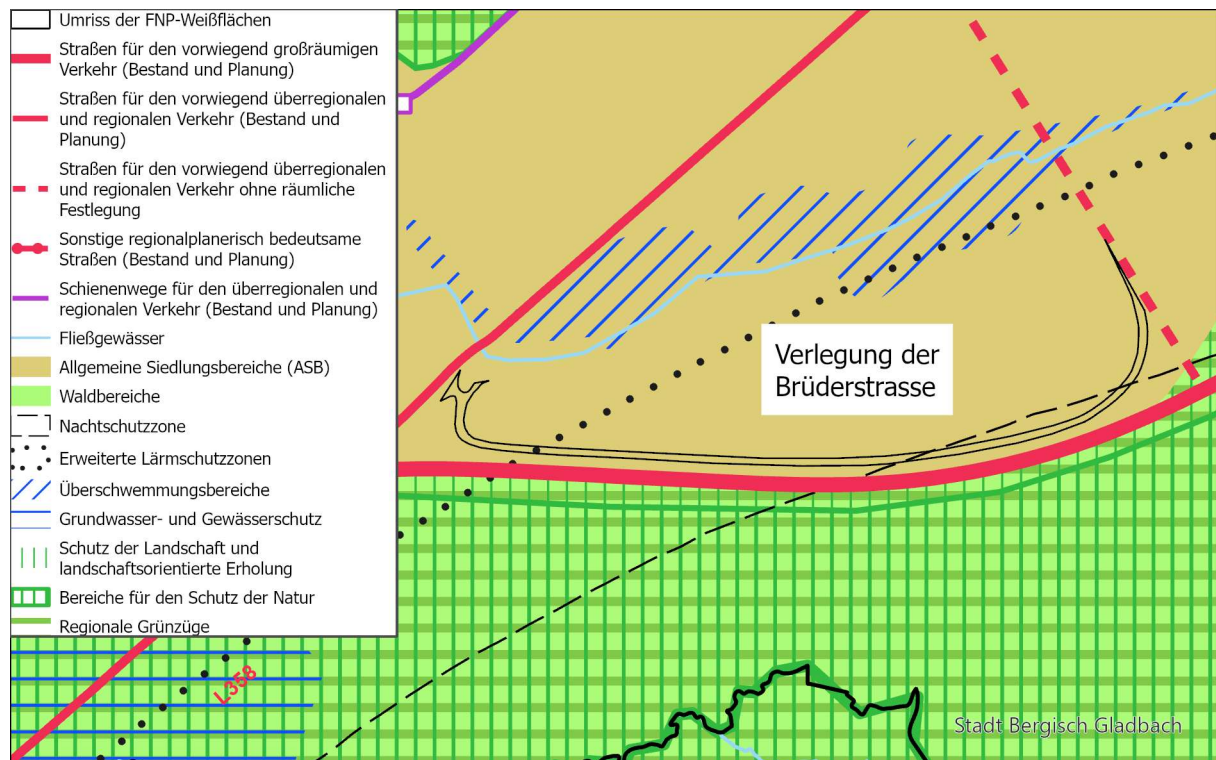 Umriss der FNP-Weißflächen
Straßen für den vorwiegend großräumigen
Verkehr (Bestand und Planung)
Straßen für den vorwiegend überregionalen
und regionalen Verkehr (Bestand und
Planung)
Straßen für den vorwiegend überregionalen
und regionalen Verkehr ohne räumliche
Festlegung
Sonstige regionalplanerisch bedeutsame
Straßen (Bestand und Planung)
Schienenwege für den überregionalen und
regionalen Verkehr (Bestand und Planung)
Fließgewässer
Allgemeine Siedlungsbereiche (ASB)
Waldbereiche
Nachtschutzzone
Erweiterte Lärmschutzzonen
Überschwemmungsbereiche
Grundwasser- und Gewässerschutz
Schutz der Landschaft und
landschaftsorientierte Erholung
Bereiche für den Schutz der Natur
Regionale Grünzüge
Verlegung der
Brüderstrasse
L358
Stadt Bergisch Gladbach